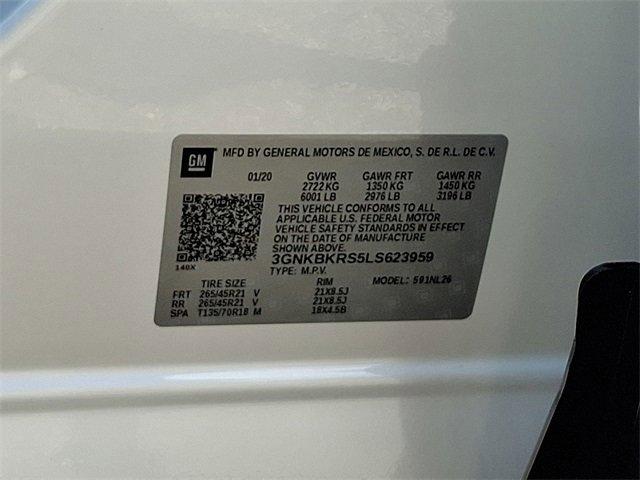 GM
MFD BY GENERAL MOTORS DE MEXICO, S. DE R.L. DE C.V.
01/20 GVWR GAWR FRT GAWR RR
2722 KG 1350 KG 1450 KG
6001 LB 2976 LB 3196 LB
THIS VEHICLE CONFORMS TO ALL
APPLICABLE U.S. FEDERAL MOTOR
VEHICLE SAFETY STANDARDS IN EFFECT
ON THE DATE OF MANUFACTURE
SHOWN ABOVE.
3GNKBKRS5LS623959
140X TYPE: M.P.V.
TIRE SIZE RIM MODEL: 591NL26
FRT 265/45R21 V 21X8.5J
RR 265/45R21 V 21X8.5J
SPA T135/70R18 M 18X4.5B